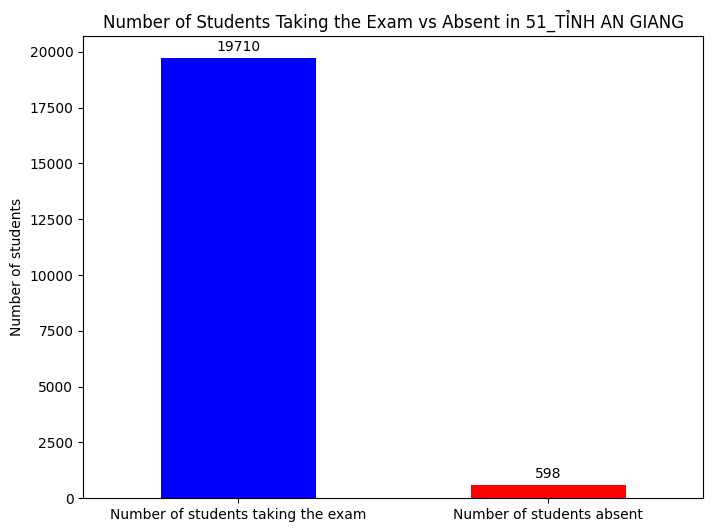 Number of Students Taking the Exam vs Absent in 51_TỈNH AN GIANG
19710
598
20000
17500
15000
12500
10000
7500
5000
2500
0
Number of students
Number of students taking the exam
Number of students absent